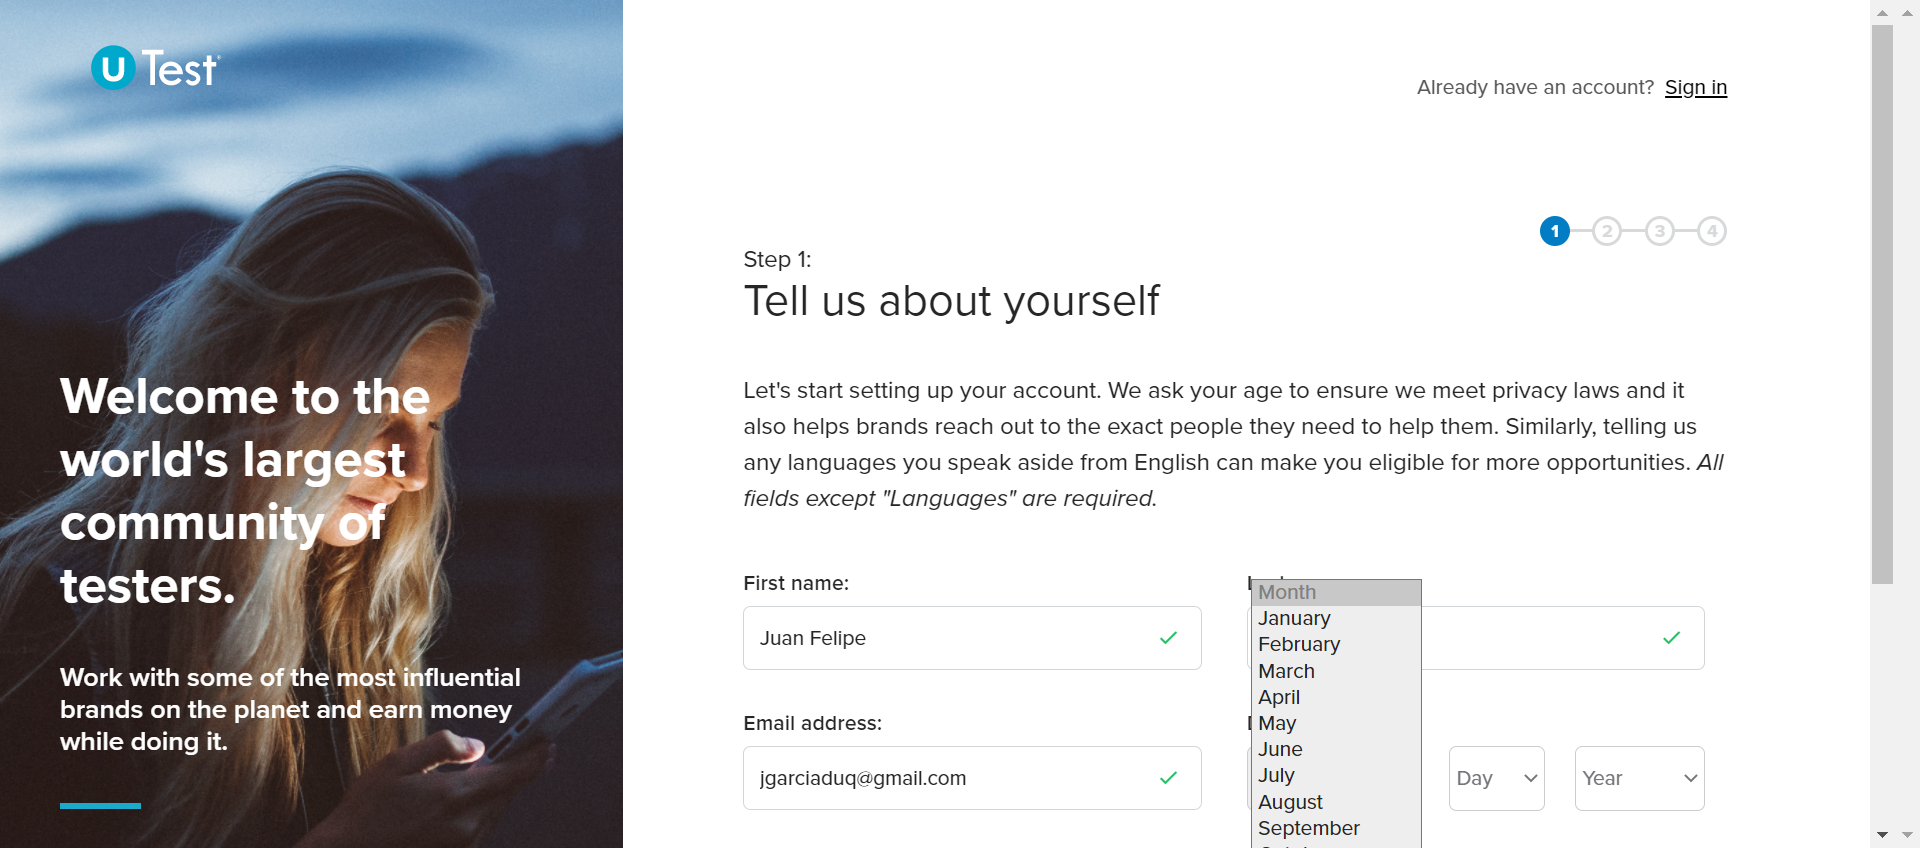 u Test
Already have an account? Sign in
1 2 3 4
Step 1:
Tell us about yourself
Let's start setting up your account. We ask your age to ensure we meet privacy laws and it
also helps brands reach out to the exact people they need to help them. Similarly, telling us
any languages you speak aside from English can make you eligible for more opportunities. All
fields except "Languages" are required.
Welcome to the
world's largest
community of
testers.
Work with some of the most influential
brands on the planet and earn money
while doing it.
First name:
Juan Felipe
Email address:
jgarciaduq@gmail.com
Month
January
February
March
April
May
June
July
August
September
Day
Year